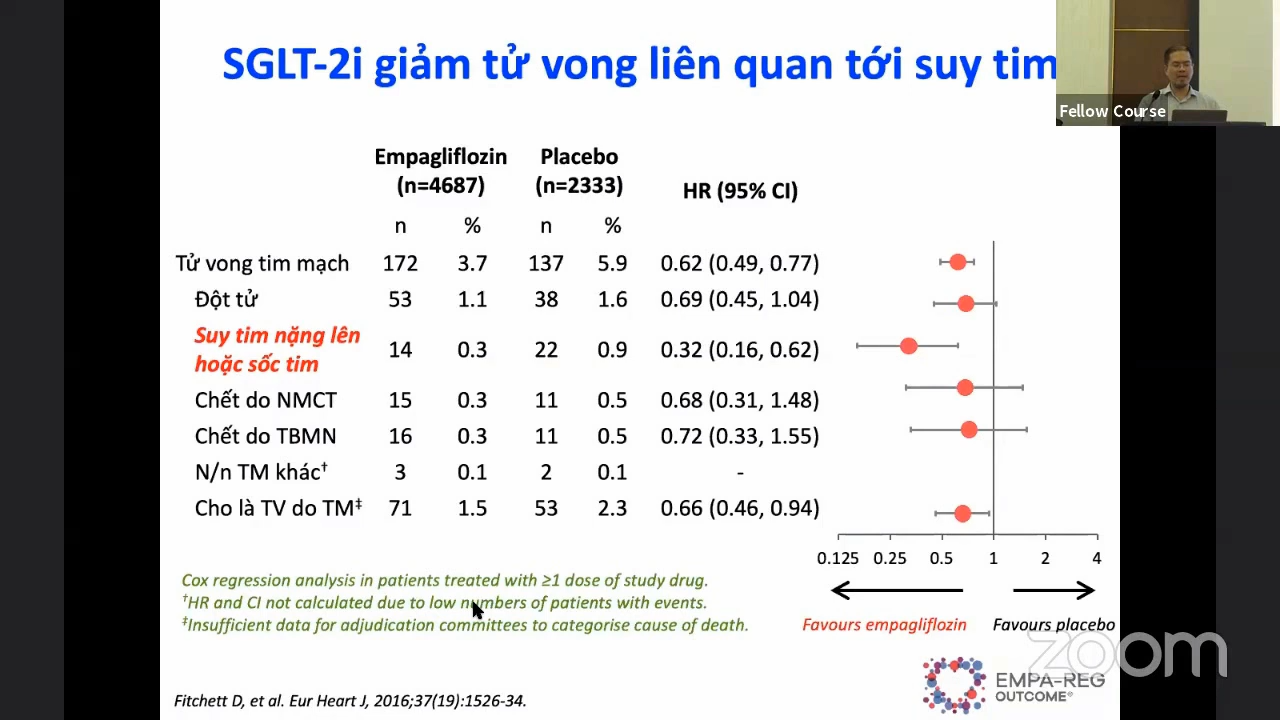 SGLT-2i giảm tử vong liên quan tới suy tim
Fellow Course
Empagliflozin Placebo
(n=4687) (n=2333) HR (95% CI)
n % n %
Tử vong tim mạch 172 3.7 137 5.9 0.62 (0.49, 0.77)
Đột tử 53 1.1 38 1.6 0.69 (0.45, 1.04)
Suy tim nặng lên
hoặc sốc tim 14 0.3 22 0.9 0.32 (0.16, 0.62)
Chết do NMCT 15 0.3 11 0.5 0.68 (0.31, 1.48)
Chết do TBMN 16 0.3 11 0.5 0.72 (0.33, 1.55)
N/n TM khác† 3 0.1 2 0.1 -
Cho là TV do TM‡ 71 1.5 53 2.3 0.66 (0.46, 0.94)
0.125 0.25 0.5 1 2 4
Favours empagliflozin Favours placebo
Cox regression analysis in patients treated with ≥1 dose of study drug.
†HR and CI not calculated due to low numbers of patients with events.
‡Insufficient data for adjudication committees to categorise cause of death.
zoom
EMPA-REG
OUTCOME®
Fitchett D, et al. Eur Heart J, 2016;37(19):1526-34.